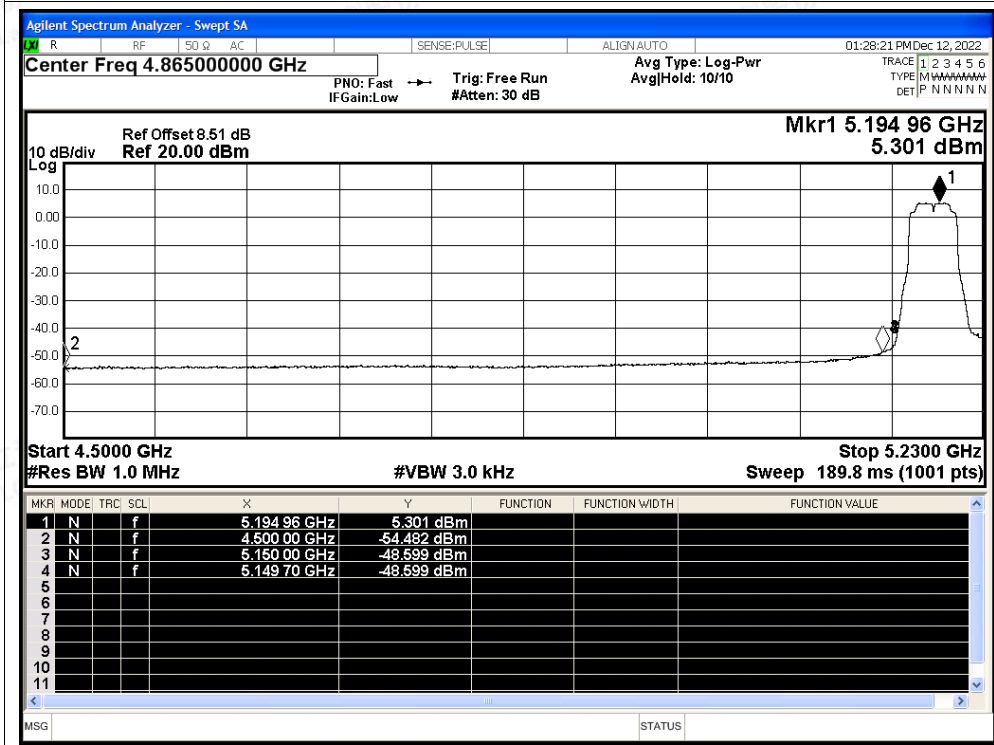 Agilent Spectrum Analyzer - Swept SA
LXI R RF 50 Ω AC SENSE:PULSE ALIGN AUTO 01:28:21 PM Dec 12, 2022
Center Freq 4.865000000 GHz
PNO: Fast
IFGain:Low
Trig: Free Run
#Atten: 30 dB
Avg Type: Log-Pwr
Avg|Hold: 10/10
TRACE 1 2 3 4 5 6
TYPE M
DET P N N N N N
Mkr1 5.194 96 GHz
5.301 dBm
Ref Offset 8.51 dB
10 dB/div Ref 20.00 dBm
Log
1
10.0
0.00
-10.0
-20.0
-30.0
-40.0
2
-50.0
-60.0
-70.0
Start 4.5000 GHz Stop 5.2300 GHz
#Res BW 1.0 MHz #VBW 3.0 kHz Sweep 189.8 ms (1001 pts)
MKR MODE TRC SCL X Y FUNCTION FUNCTION WIDTH FUNCTION VALUE
1 N f 5.194 96 GHz 5.301 dBm
2 N f 4.500 00 GHz -54.482 dBm
3 N f 5.150 00 GHz -48.599 dBm
4 N f 5.149 70 GHz -48.599 dBm
5
6
7
8
9
10
11
MSG STATUS